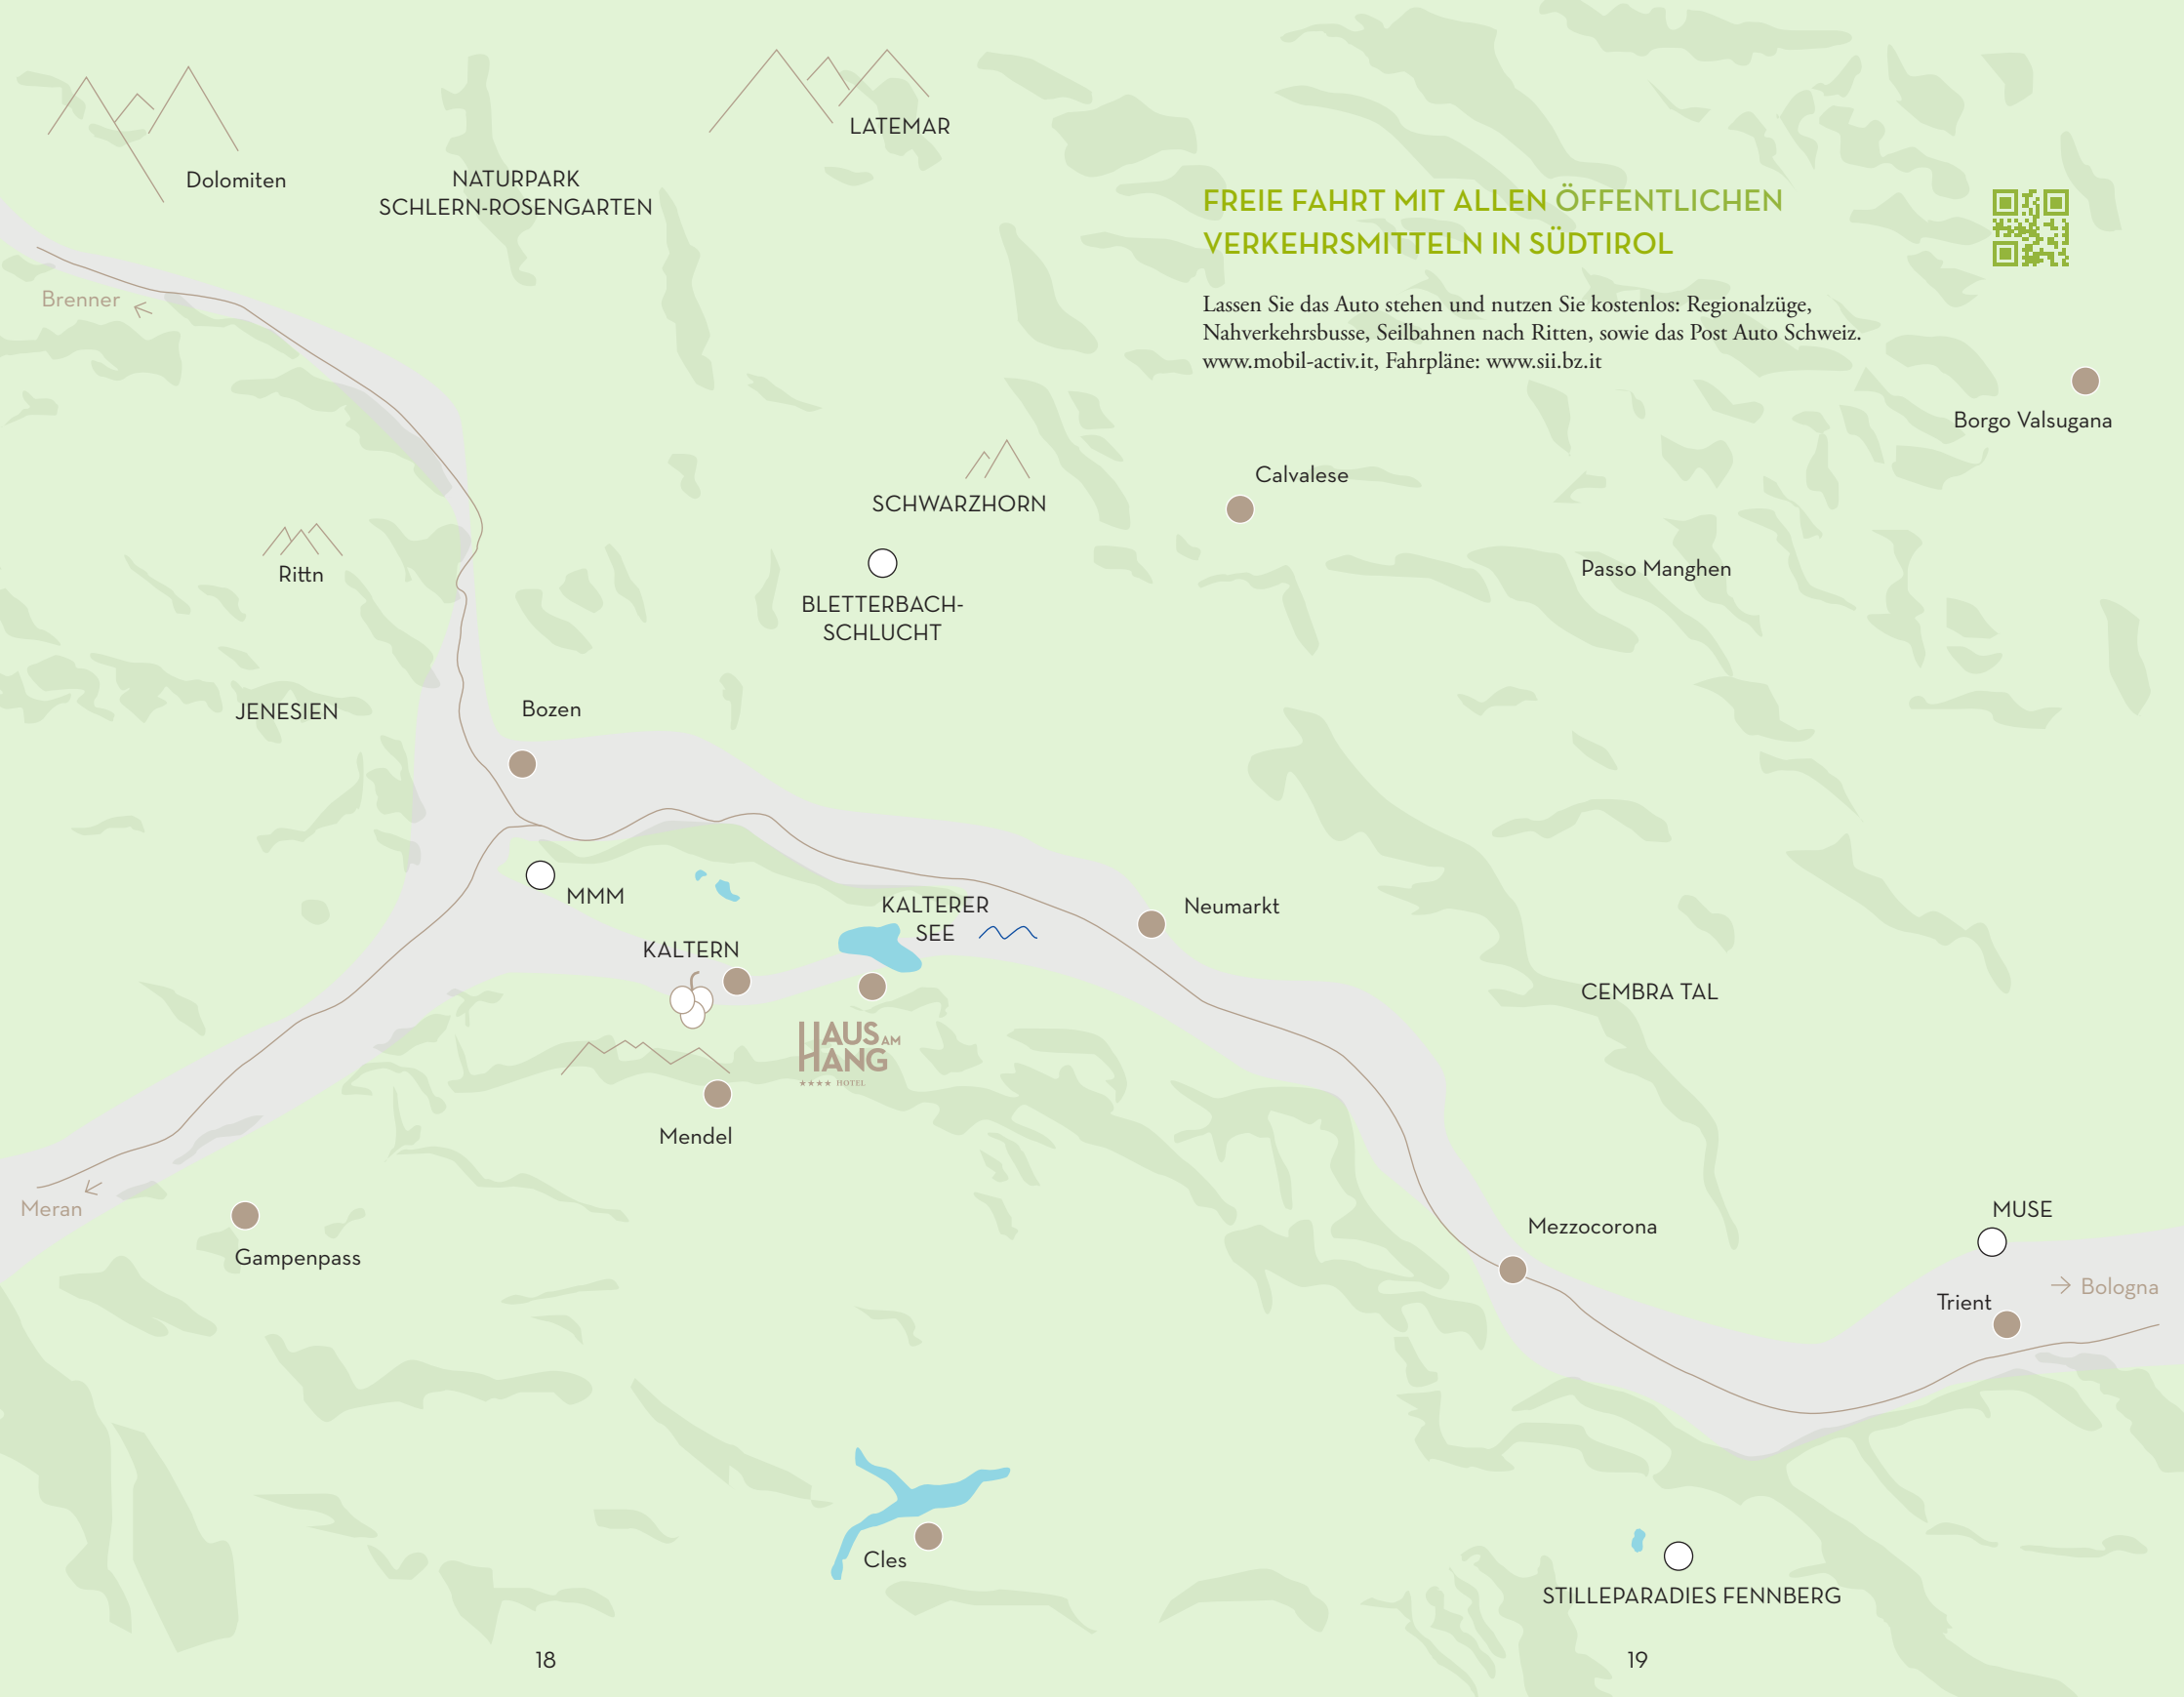 LATEMAR
Dolomiten
NATURPARK
SCHLERN-ROSENGARTEN
Brenner
SCHWARZHORN
Rittn
BLETTERBACH-
SCHLUCHT
JENESIEN
Bozen
MMM
KALTERER
SEE
KALTERN
HAUS AM
HANG
★★★★ HOTEL
Mendel
Meran
Gampenpass
Cles
18
FREIE FAHRT MIT ALLEN ÖFFENTLICHEN
VERKEHRSMITTELN IN SÜDTIROL
Lassen Sie das Auto stehen und nutzen Sie kostenlos: Regionalzüge,
Nahverkehrsbusse, Seilbahnen nach Ritten, sowie das Post Auto Schweiz.
www.mobil-activ.it, Fahrpläne: www.sii.bz.it
Borgo Valsugana
Calvalese
Passo Manghen
Neumarkt
CEMBRA TAL
MUSE
Mezzocorona
Bologna
Trient
STILLEPARADIES FENNBERG
19